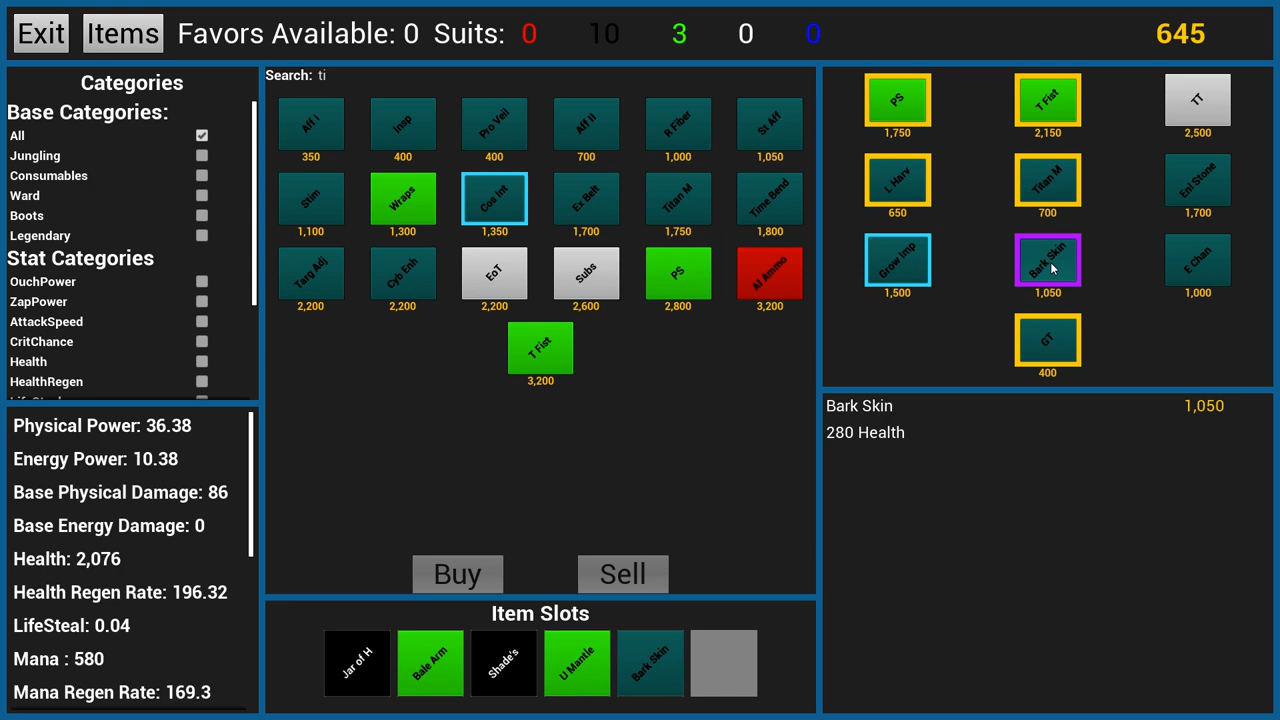 Exit Items Favors Available: 0 Suits: 0 10 3 0 0 645
Categories
Base Categories:
All
Jungling
Consumables
Ward
Boots
Legendary
Stat Categories
OuchPower
ZapPower
AttackSpeed
CritChance
Health
HealthRegen
Physical Power: 36.38
Energy Power: 10.38
Base Physical Damage: 86
Base Energy Damage: 0
Health: 2,076
Health Regen Rate: 196.32
LifeSteal: 0.04
Mana : 580
Mana Regen Rate: 169.3
Search: ti
Aff I Insp Pro Veil Aff II R Fiber St Aff
350 400 400 700 1,000 1,050
Stim Wraps Cos Int Ex Belt Titan M Time Bend
1,100 1,300 1,350 1,700 1,750 1,800
Targ Adj Cyb Enh EoT Subs PS Al Ammo
2,200 2,200 2,200 2,600 2,800 3,200
T Fist
3,200
Buy Sell
Item Slots
Jar of H Bale Arm Shade's U Mantle Bark Skin
PS T Fist TT
1,750 2,150 2,500
L Harv Titan M Enl Stone
650 700 1,700
Grow Imp Bark Skin E Chan
1,500 1,050 1,000
GT
400
Bark Skin 1,050
280 Health